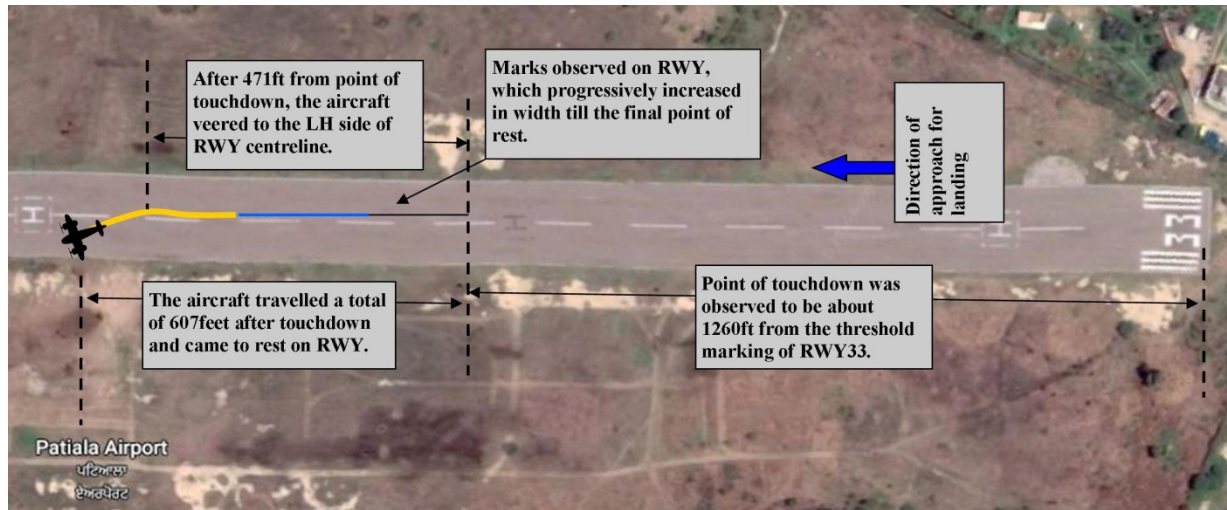 After 471ft from point of
touchdown, the aircraft
veered to the LH side of
RWY centreline.
Marks observed on RWY,
which progressively increased
in width till the final point of
rest.
Direction of
approach for
landing
H
H
H
33
The aircraft travelled a total
of 607feet after touchdown
and came to rest on RWY.
Point of touchdown was
observed to be about
1260ft from the threshold
marking of RWY33.
Patiala Airport
ਪਟਿਆਲਾ
ਏਅਰਪੋਰਟ